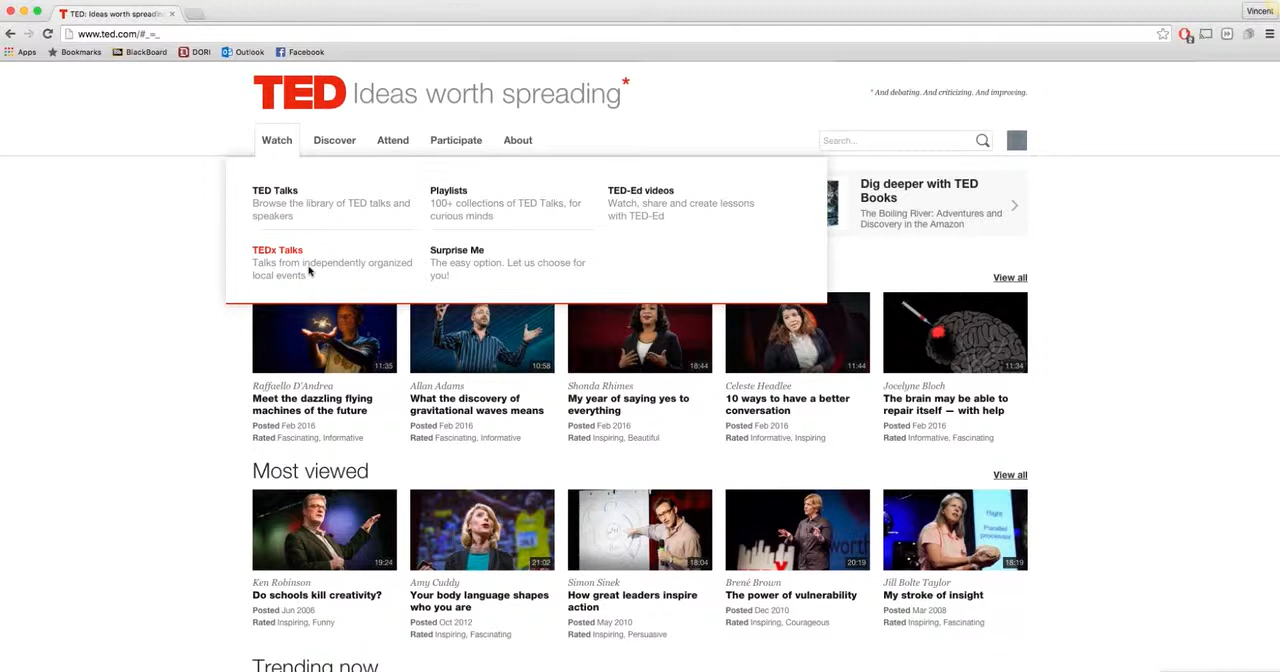 TED: Ideas worth spreadin
Vincent
www.ted.com/#_=_
Apps Bookmarks BlackBoard DORI Outlook Facebook
TED Ideas worth spreading*
* And debating. And criticizing. And improving.
Watch Discover Attend Participate About
Search...
TED Talks
Browse the library of TED talks and
speakers
Playlists
100+ collections of TED Talks, for
curious minds
TED-Ed videos
Watch, share and create lessons
with TED-Ed
TEDx Talks
Talks from independently organized
local events
Surprise Me
The easy option. Let us choose for
you!
Dig deeper with TED
Books
The Boiling River: Adventures and
Discovery in the Amazon
View all
11:35
Raffaello D'Andrea
Meet the dazzling flying
machines of the future
Posted Feb 2016
Rated Fascinating, Informative
10:58
Allan Adams
What the discovery of
gravitational waves means
Posted Feb 2016
Rated Fascinating, Informative
18:44
Shonda Rhimes
My year of saying yes to
everything
Posted Feb 2016
Rated Inspiring, Beautiful
11:44
Celeste Headlee
10 ways to have a better
conversation
Posted Feb 2016
Rated Informative, Inspiring
11:34
Jocelyne Bloch
The brain may be able to
repair itself — with help
Posted Feb 2016
Rated Informative, Fascinating
Most viewed
View all
19:24
Ken Robinson
Do schools kill creativity?
Posted Jun 2006
Rated Inspiring, Funny
21:02
Amy Cuddy
Your body language shapes
who you are
Posted Oct 2012
Rated Inspiring, Fascinating
18:04
Simon Sinek
How great leaders inspire
action
Posted May 2010
Rated Inspiring, Persuasive
20:19
Brené Brown
The power of vulnerability
Posted Dec 2010
Rated Inspiring, Courageous
Flight
Parallel
processor
18:19
Jill Bolte Taylor
My stroke of insight
Posted Mar 2008
Rated Inspiring, Fascinating
Trending now